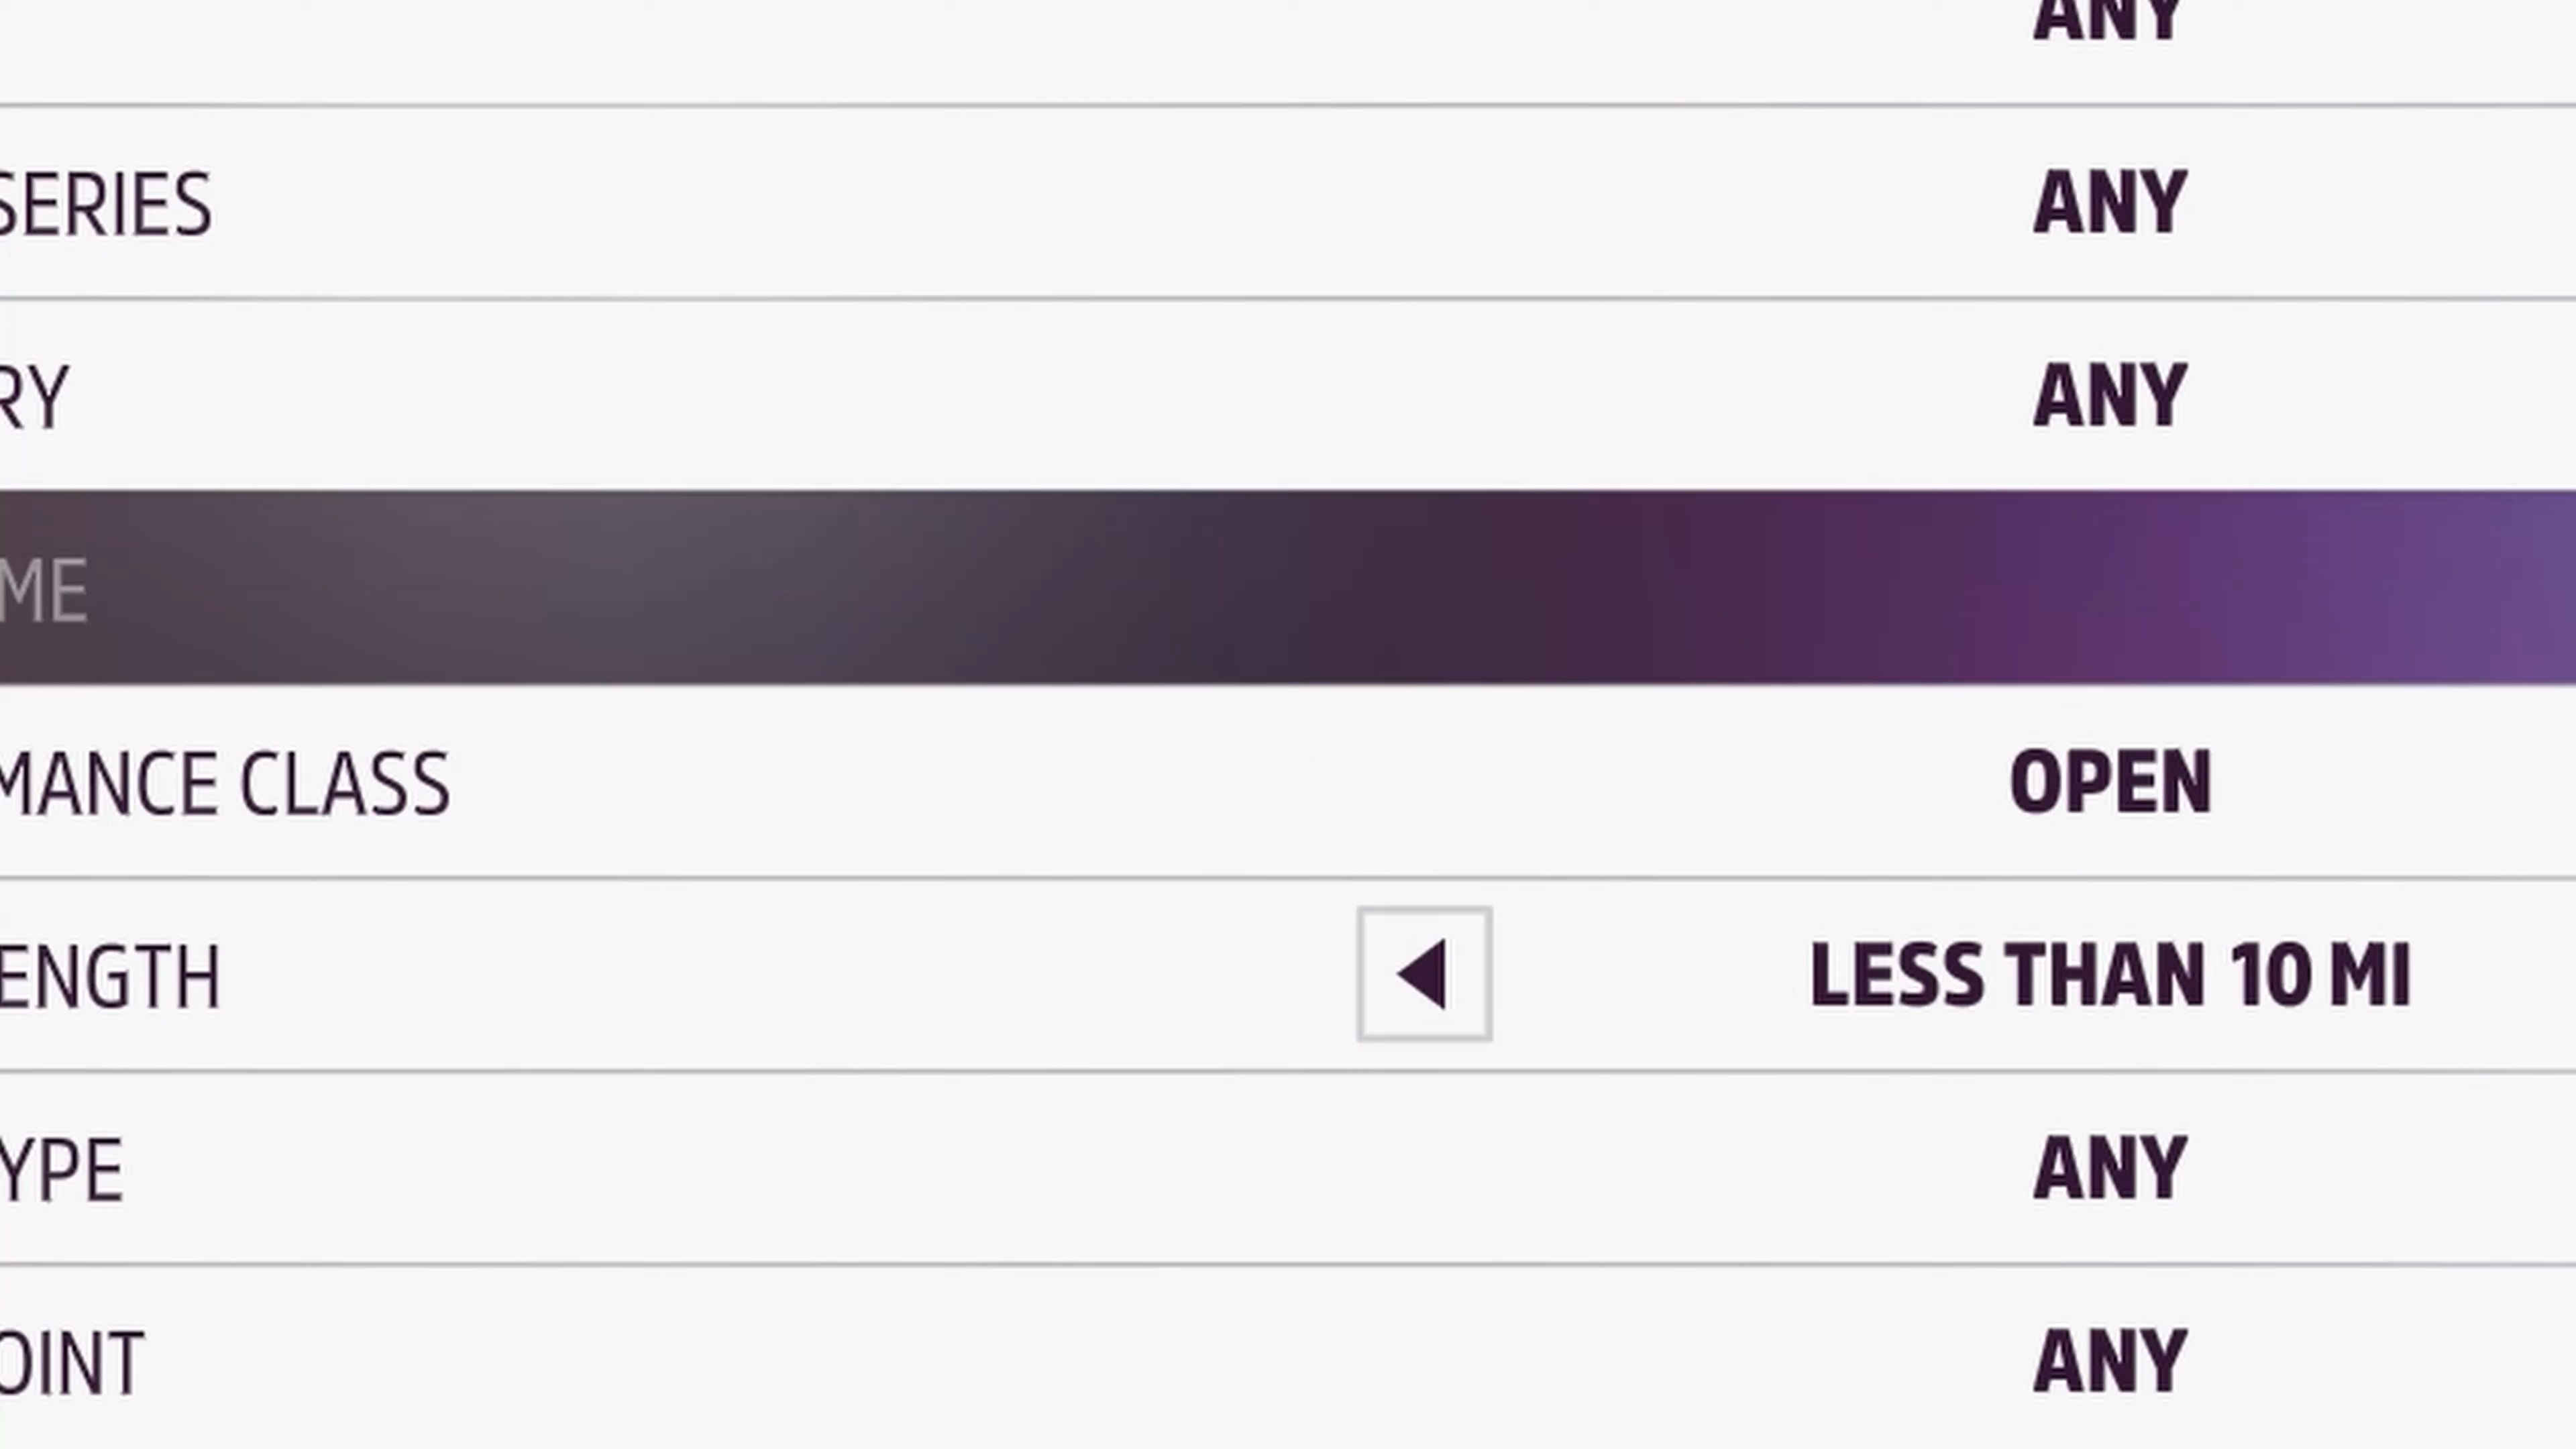 ANY
SERIES ANY
RY ANY
ME
MANCE CLASS OPEN
ENGTH LESS THAN 10 MI
YPE ANY
OINT ANY